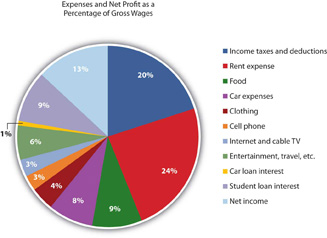 Expenses and Net Profit as a
Percentage of Gross Wages
13%
20%
9%
1%
6%
3%
3%
4%
8%
9%
24%
Income taxes and deductions
Rent expense
Food
Car expenses
Clothing
Cell phone
Internet and cable TV
Entertainment, travel, etc.
Car loan interest
Student loan interest
Net income